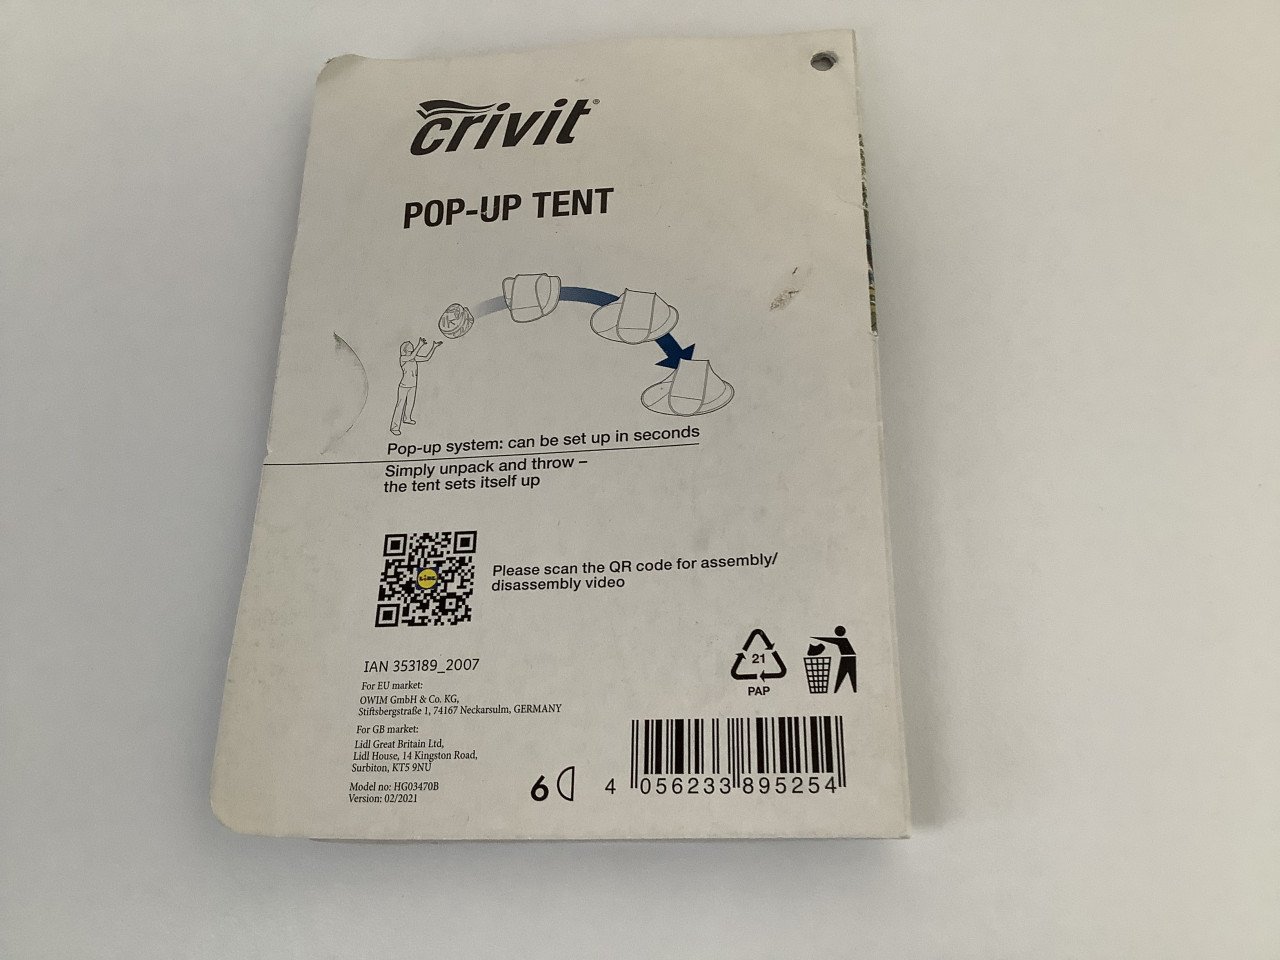 crivit®
POP-UP TENT
Pop-up system: can be set up in seconds
Simply unpack and throw –
the tent sets itself up
LIDL
Please scan the QR code for assembly/
disassembly video
IAN 353189_2007
For EU market:
OWIM GmbH & Co. KG,
Stiftsbergstraße 1, 74167 Neckarsulm, GERMANY
For GB market:
Lidl Great Britain Ltd,
Lidl House, 14 Kingston Road,
Surbiton, KT5 9NU
Model no: HG03470B
Version: 02/2021
21
PAP
6
4 056233 895254